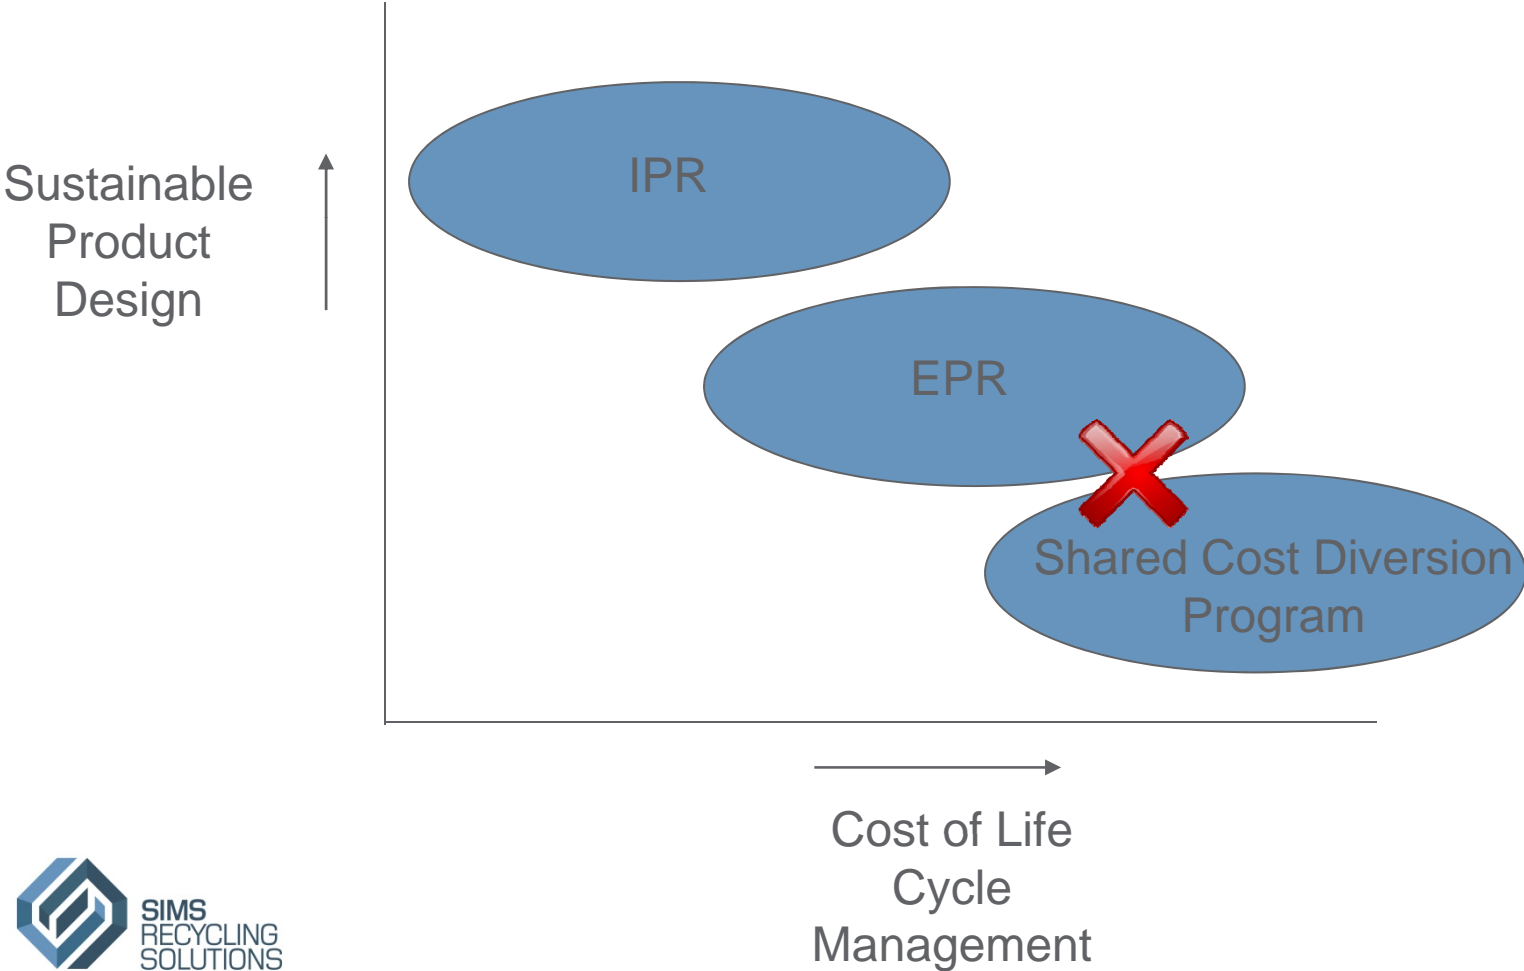 IPR
Sustainable
Product
Design
EPR
Shared Cost Diversion
Program
Cost of Life
Cycle
Management
SIMS
RECYCLING
SOLUTIONS